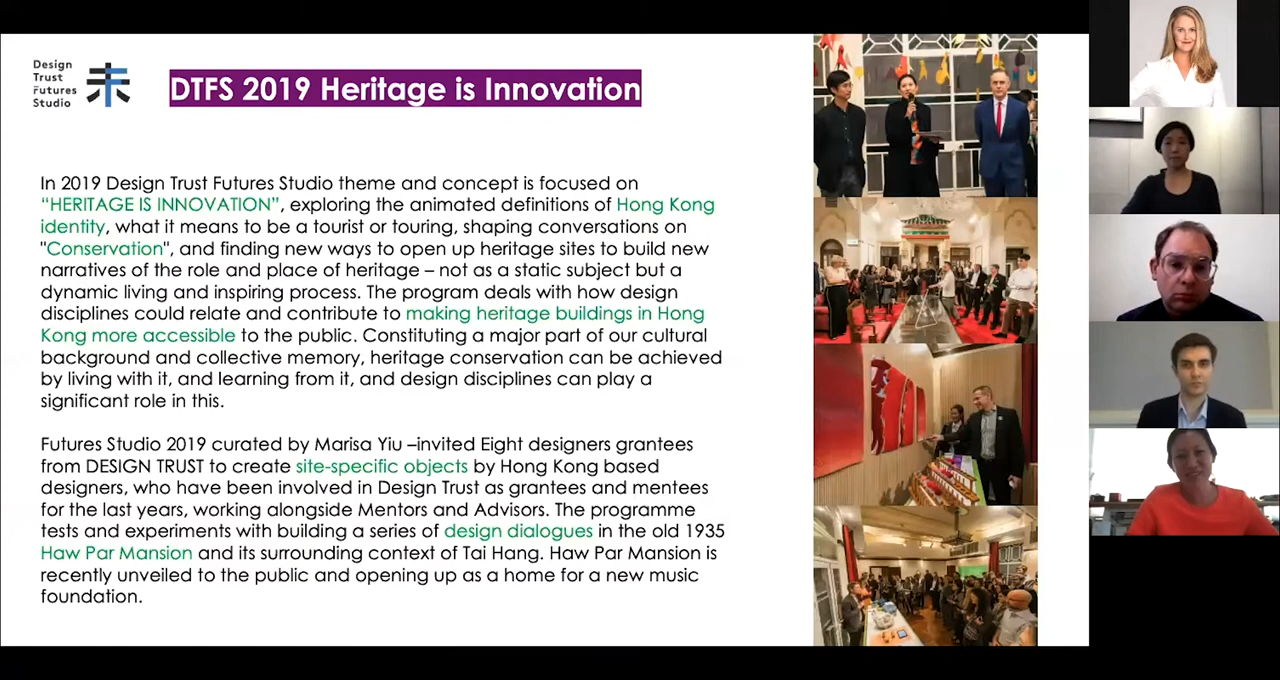 Design
Trust
Futures
Studio
未
DTFS 2019 Heritage is Innovation
In 2019 Design Trust Futures Studio theme and concept is focused on
“HERITAGE IS INNOVATION”, exploring the animated definitions of Hong Kong
identity, what it means to be a tourist or touring, shaping conversations on
"Conservation", and finding new ways to open up heritage sites to build new
narratives of the role and place of heritage – not as a static subject but a
dynamic living and inspiring process. The program deals with how design
disciplines could relate and contribute to making heritage buildings in Hong
Kong more accessible to the public. Constituting a major part of our cultural
background and collective memory, heritage conservation can be achieved
by living with it, and learning from it, and design disciplines can play a
significant role in this.
Futures Studio 2019 curated by Marisa Yiu –invited Eight designers grantees
from DESIGN TRUST to create site-specific objects by Hong Kong based
designers, who have been involved in Design Trust as grantees and mentees
for the last years, working alongside Mentors and Advisors. The programme
tests and experiments with building a series of design dialogues in the old 1935
Haw Par Mansion and its surrounding context of Tai Hang. Haw Par Mansion is
recently unveiled to the public and opening up as a home for a new music
foundation.